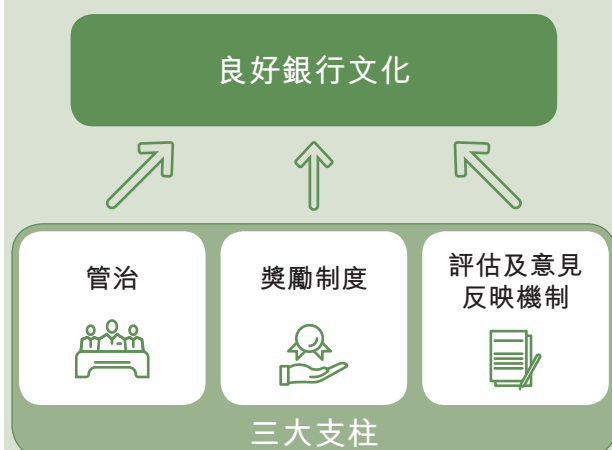 良好銀行文化
管治
獎勵制度
評估及意見
反映機制
三大支柱